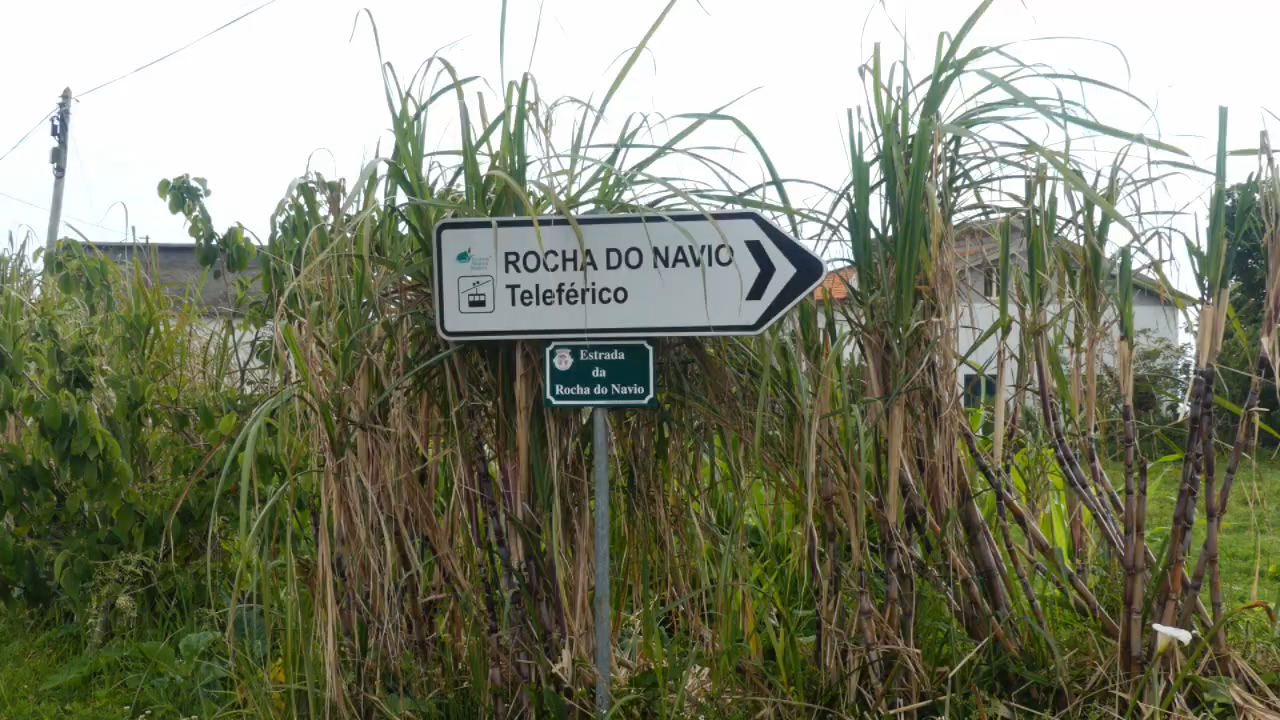 ROCHA DO NAVIO
Teleférico
Estrada
da
Rocha do Navio